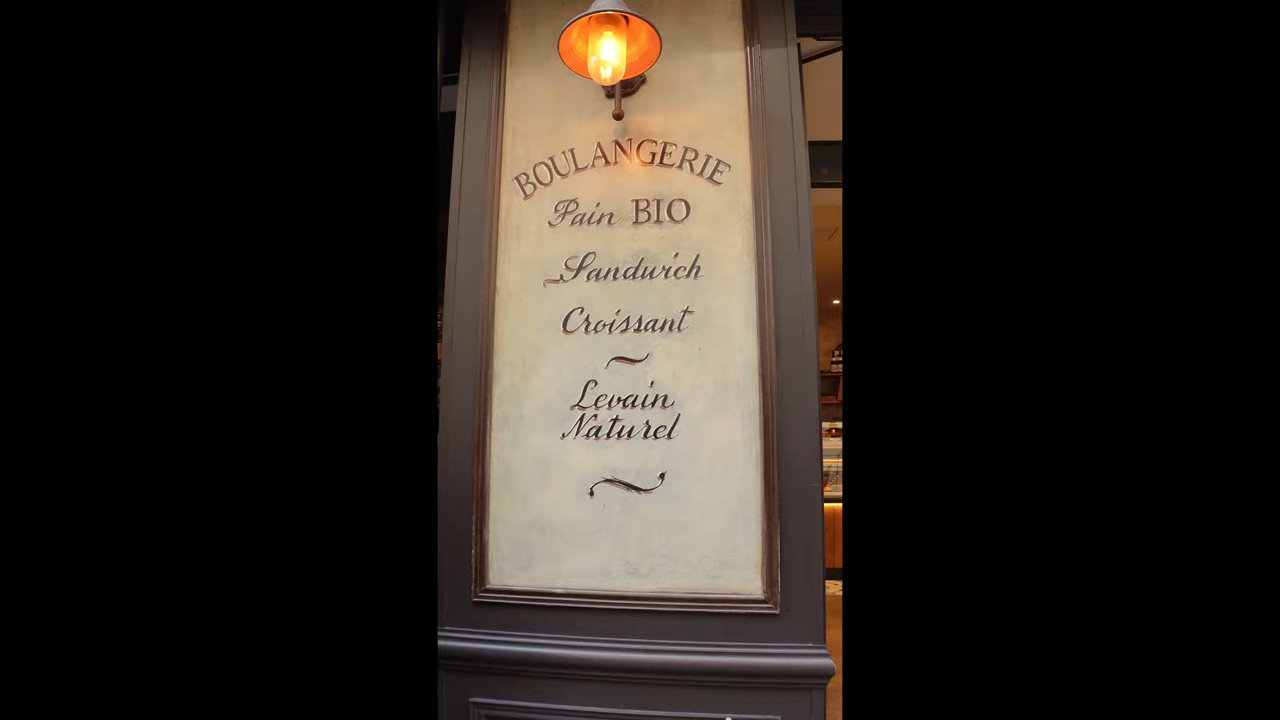 BOULANGERIE
Pain BIO
Sandwich
Croissant
Levain
Naturel